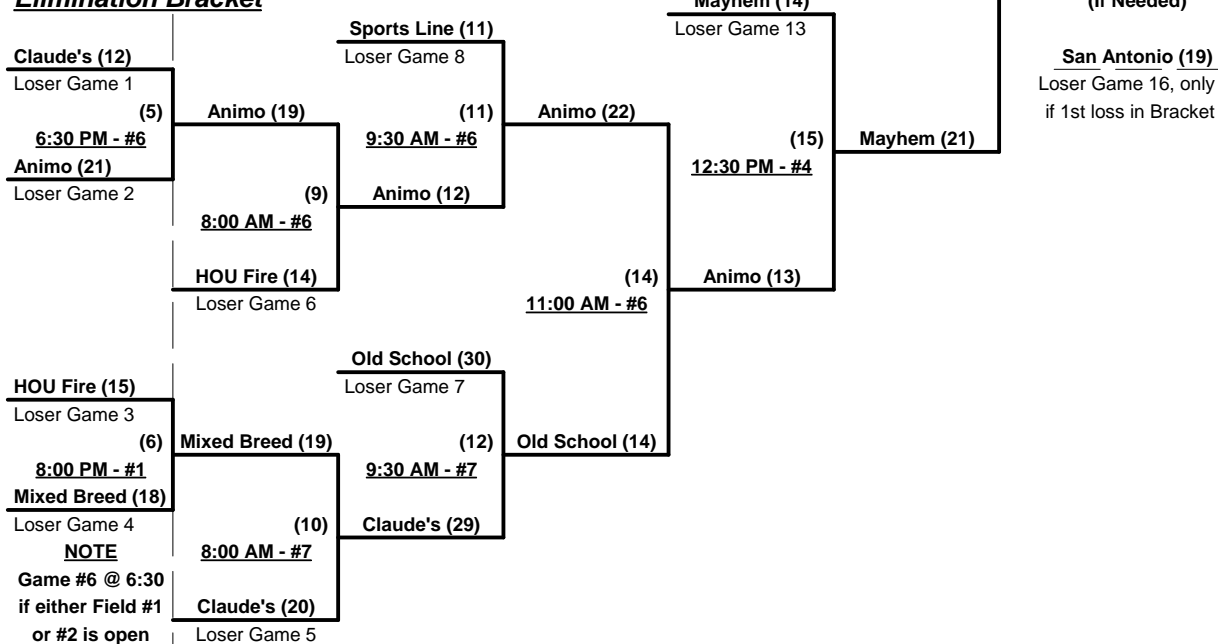 Elimination Bracket
Mayhem (14)
(If Needed)
Sports Line (11)
Loser Game 13
Claude's (12)
Loser Game 8
San Antonio (19)
Loser Game 1
Loser Game 16, only
(5)
Animo (19)
(11)
Animo (22)
if 1st loss in Bracket
6:30 PM - #6
9:30 AM - #6
(15)
Mayhem (21)
Animo (21)
12:30 PM - #4
Loser Game 2
(9)
Animo (12)
8:00 AM - #6
HOU Fire (14)
(14)
Animo (13)
Loser Game 6
11:00 AM - #6
Old School (30)
HOU Fire (15)
Loser Game 7
Loser Game 3
(6)
Mixed Breed (19)
(12)
Old School (14)
8:00 PM - #1
9:30 AM - #7
Mixed Breed (18)
Loser Game 4
(10)
Claude's (29)
NOTE
8:00 AM - #7
Game #6 @ 6:30
if either Field #1
Claude's (20)
or #2 is open
Loser Game 5